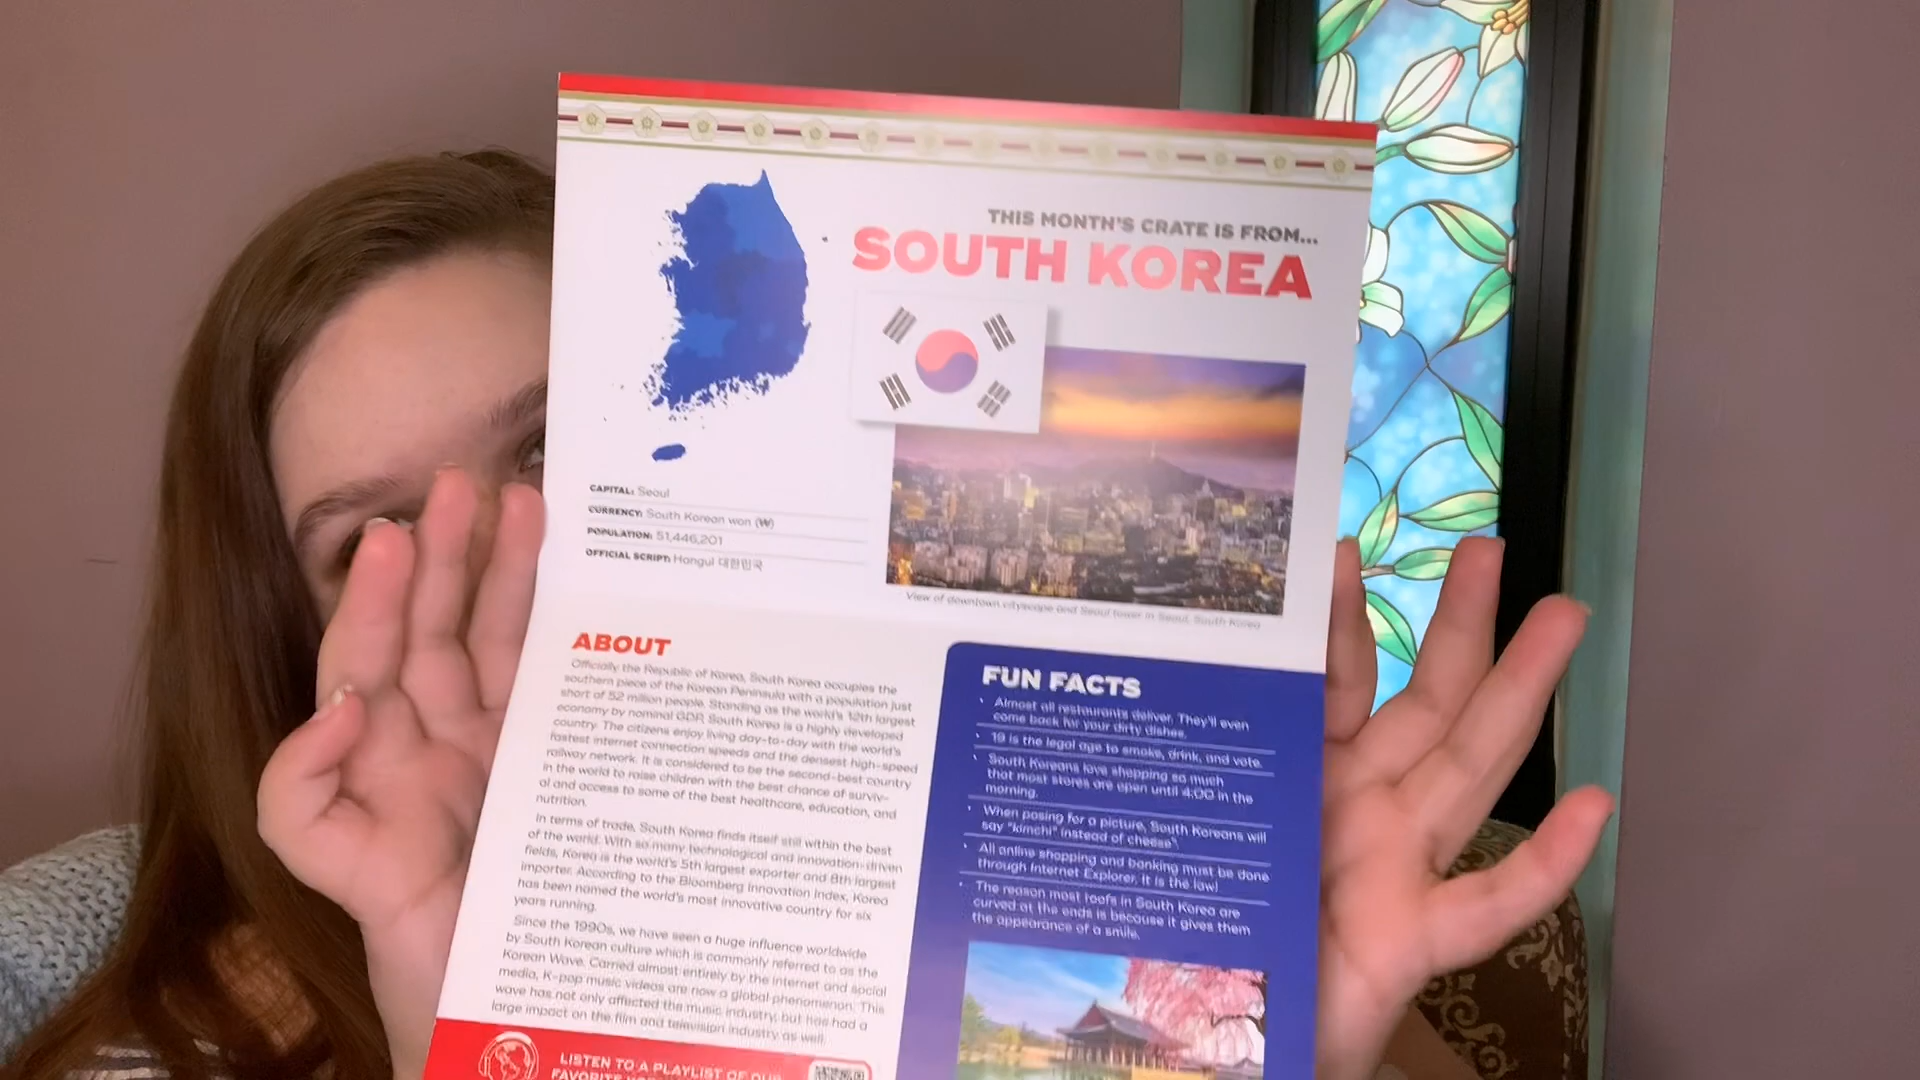 THIS MONTH'S CRATE IS FROM...
SOUTH KOREA
CAPITAL: Seoul
CURRENCY: South Korean won (₩)
POPULATION: 51,446,201
OFFICIAL SCRIPT: Hangul 대한민국
View of downtown cityscape and Seoul tower in Seoul, South Korea
ABOUT
Officially the Republic of Korea, South Korea occupies the
southern piece of the Korean Peninsula with a population just
short of 52 million people. Standing as the world's 12th largest
economy by nominal GDP, South Korea is a highly developed
country. The citizens enjoy living day-to-day with the world's
fastest internet connection speeds and the densest high-speed
railway network. It is considered to be the second-best country
in the world to raise children with the best chance of surviv-
al and access to some of the best healthcare, education, and
nutrition.
In terms of trade, South Korea finds itself still within the best
of the world. With so many technological and innovation-driven
fields, Korea is the world's 5th largest exporter and 8th largest
importer. According to the Bloomberg Innovation Index, Korea
has been named the world's most innovative country for six
years running.
Since the 1990s, we have seen a huge influence worldwide
by South Korean culture which is commonly referred to as the
Korean Wave. Carried almost entirely by the internet and social
media, K-pop music videos are now a global phenomenon. This
wave has not only affected the music industry, but has had a
large impact on the film and television industry as well.
FUN FACTS
Almost all restaurants deliver. They'll even
come back for your dirty dishes.
19 is the legal age to smoke, drink, and vote.
South Koreans love shopping so much
that most stores are open until 4:00 in the
morning.
When posing for a picture, South Koreans will
say "kimchi" instead of cheese"
All online shopping and banking must be done
through Internet Explorer, it is the law!
The reason most roofs in South Korea are
curved at the ends is because it gives them
the appearance of a smile.
LISTEN TO A PLAYLIST OF OUR
FAVORITE